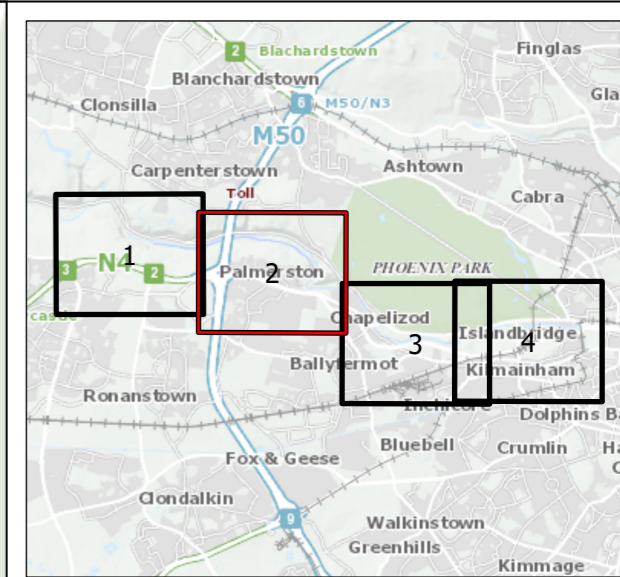 2
Blachardstown
Finglas
Blanchardstown
Clonsilla
6
M50/N3
Gla
M50
Carpenterstown
Ashtown
Toll
Cabra
1
N4
3
2
2
Palmerston
PHOENIX PARK
Chapelizod
Islandbridge
3
4
Ballyfermot
Kilmainham
Ronanstown
Inchicore
Dolphins Ba
Bluebell
Crumlin
Ha
Fox & Geese
C
Clondalkin
9
Walkinstown
Greenhills
Kimmage